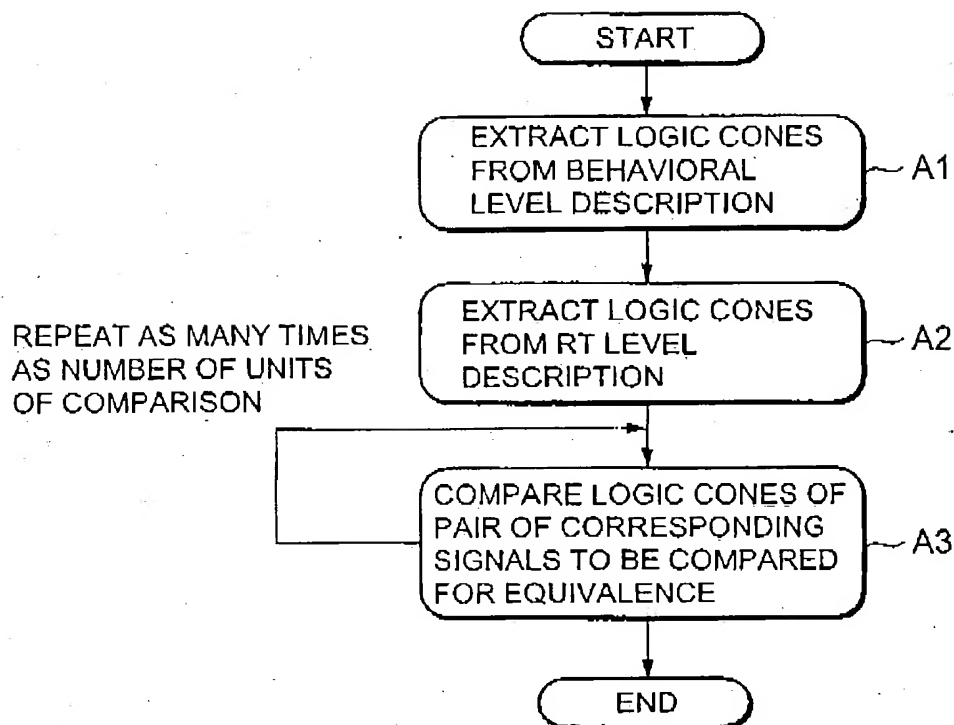 START
EXTRACT LOGIC CONES
FROM BEHAVIORAL
LEVEL DESCRIPTION
A1
EXTRACT LOGIC CONES
FROM RT LEVEL
DESCRIPTION
A2
REPEAT AS MANY TIMES
AS NUMBER OF UNITS
OF COMPARISON
COMPARE LOGIC CONES OF
PAIR OF CORRESPONDING
SIGNALS TO BE COMPARED
FOR EQUIVALENCE
A3
END